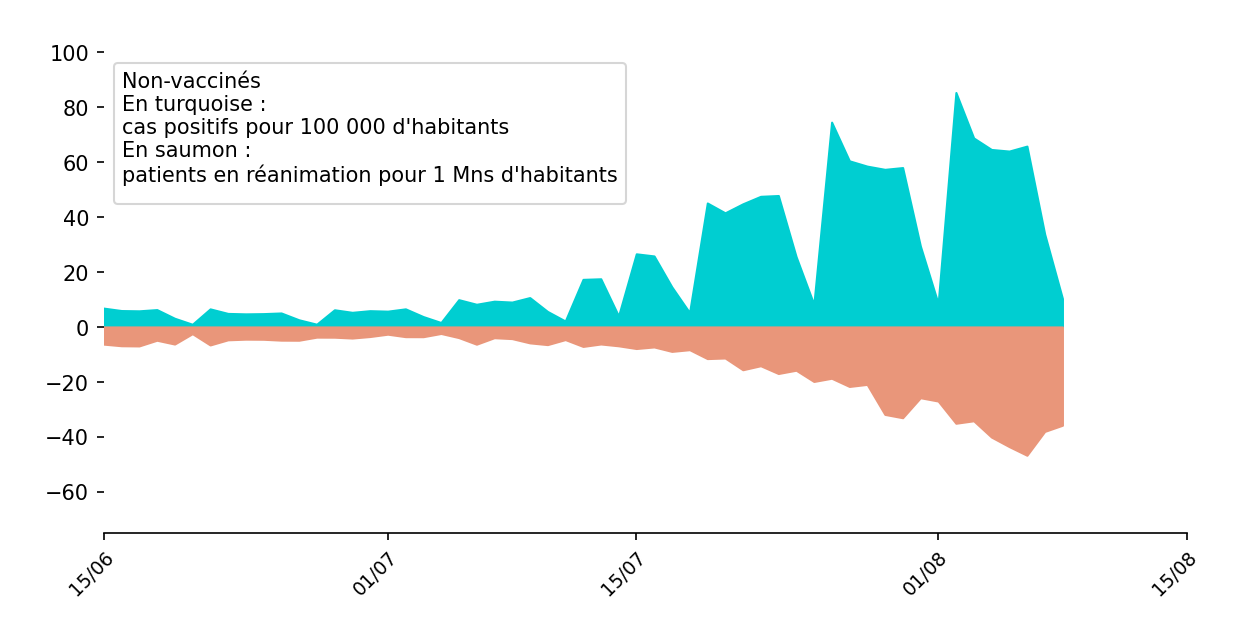 100
80
60
40
20
0
−20
−40
−60
Non-vaccinés
En turquoise :
cas positifs pour 100 000 d'habitants
En saumon :
patients en réanimation pour 1 Mns d'habitants
15/06
01/07
15/07
01/08
15/08